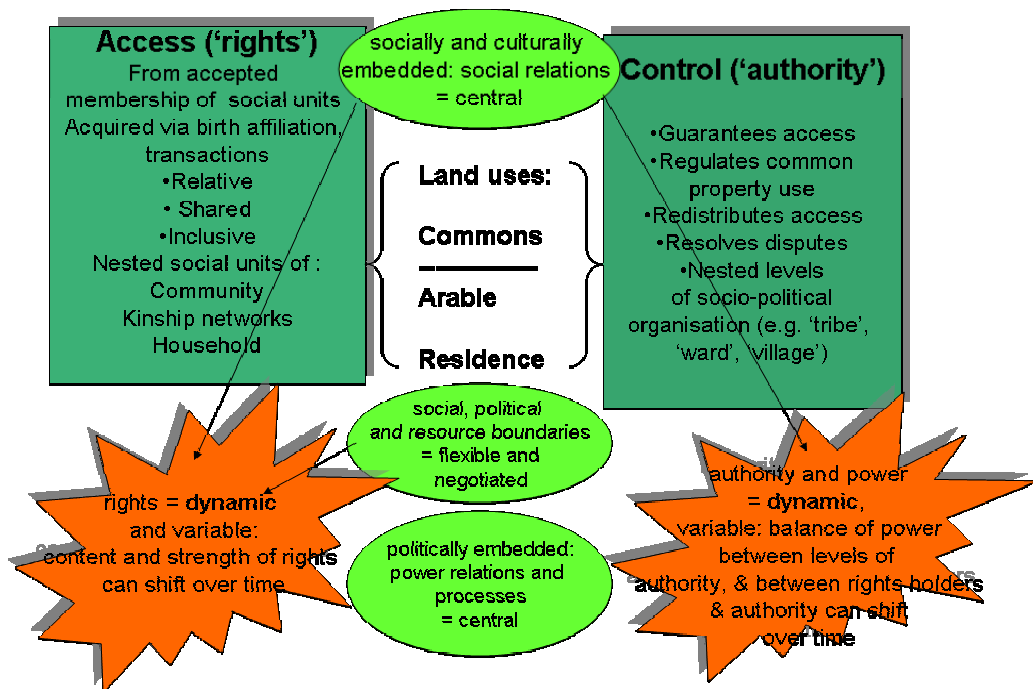 Access (‘rights’)
From accepted
membership of social units
Acquired via birth affiliation,
transactions
•Relative
• Shared
•Inclusive
Nested social units of :
Community
Kinship networks
Household
socially and culturally
embedded: social relations
= central
Control (‘authority’)
•Guarantees access
•Regulates common
property use
•Redistributes access
•Resolves disputes
•Nested levels
of socio-political
organisation (e.g. ‘tribe’,
‘ward’, ‘village’)
Land uses:
Commons
Arable
Residence
social, political
and resource boundaries
= flexible and
negotiated
rights = dynamic
and variable:
content and strength of rights
can shift over time
politically embedded:
power relations and
processes
= central
authority and power
= dynamic,
variable: balance of power
between levels of
authority, & between rights holders
& authority can shift
over time